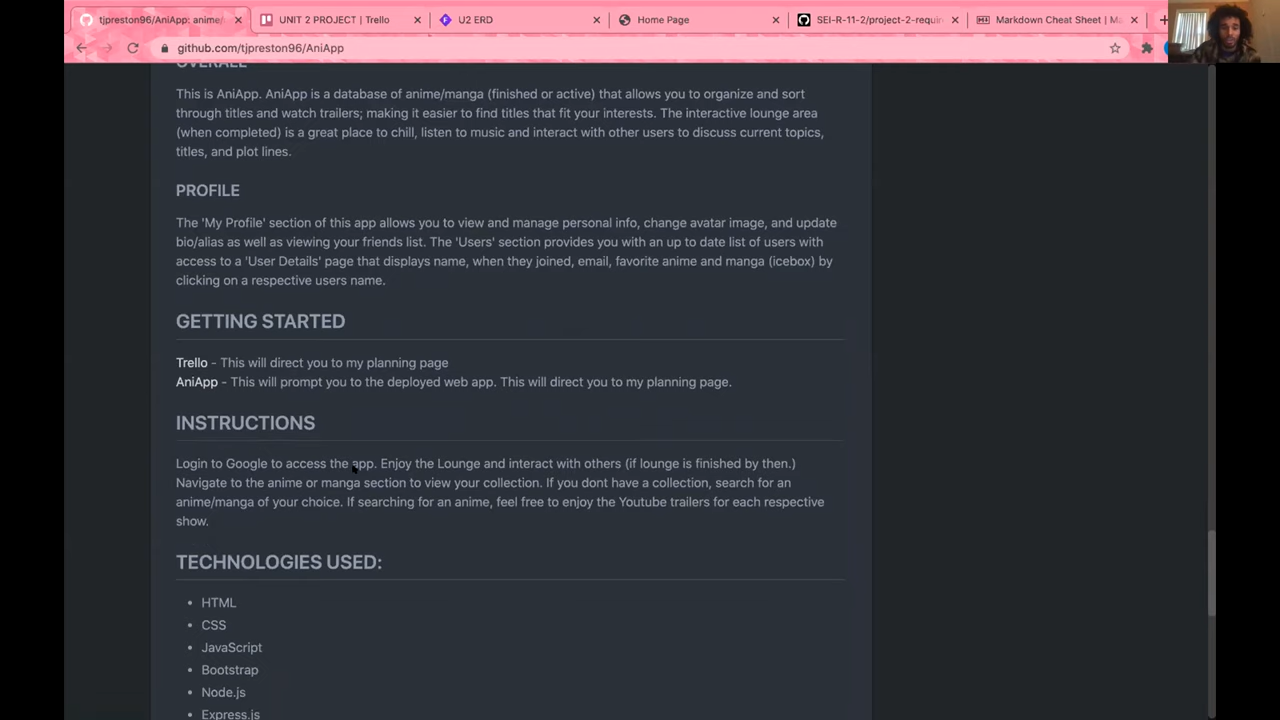 tjpreston96/AniApp: anime/
UNIT 2 PROJECT | Trello
U2 ERD
Home Page
SEI-R-11-2/project-2-requir
Markdown Cheat Sheet | Ma
github.com/tjpreston96/AniApp
OVERALL
This is AniApp. AniApp is a database of anime/manga (finished or active) that allows you to organize and sort
through titles and watch trailers; making it easier to find titles that fit your interests. The interactive lounge area
(when completed) is a great place to chill, listen to music and interact with other users to discuss current topics,
titles, and plot lines.
PROFILE
The 'My Profile' section of this app allows you to view and manage personal info, change avatar image, and update
bio/alias as well as viewing your friends list. The 'Users' section provides you with an up to date list of users with
access to a 'User Details' page that displays name, when they joined, email, favorite anime and manga (icebox) by
clicking on a respective users name.
GETTING STARTED
Trello - This will direct you to my planning page
AniApp - This will prompt you to the deployed web app. This will direct you to my planning page.
INSTRUCTIONS
Login to Google to access the app. Enjoy the Lounge and interact with others (if lounge is finished by then.)
Navigate to the anime or manga section to view your collection. If you dont have a collection, search for an
anime/manga of your choice. If searching for an anime, feel free to enjoy the Youtube trailers for each respective
show.
TECHNOLOGIES USED:
• HTML
• CSS
• JavaScript
• Bootstrap
• Node.js
• Express.js